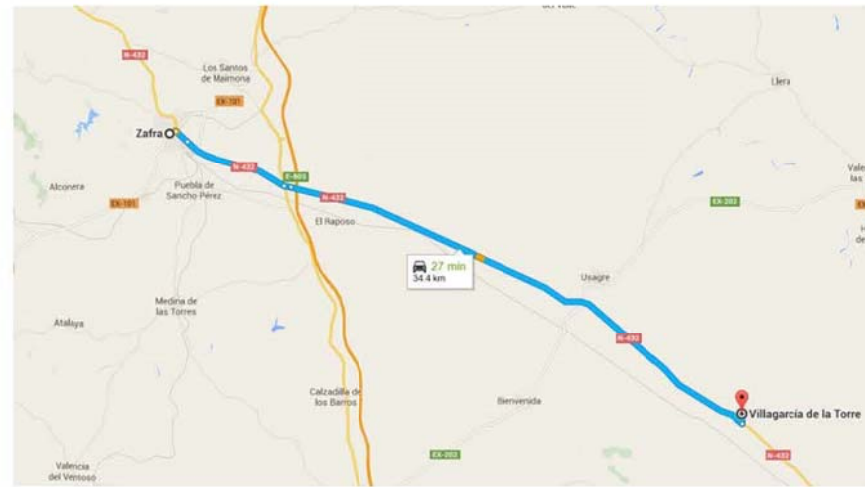 N-432
Los Santos
de Maimona
EX-101
Llera
Zafra
N-432
E-803
Alconera
Puebla de
Sancho Pérez
EX-101
N-432
EX-202
El Raposo
27 min
34.4 km
Usagre
Medina de
las Torres
Atalaya
N-432
Calzadilla de
los Barros
Bienvenida
Villagarcía de la Torre
EX-202
N-432
Valencia
del Ventoso